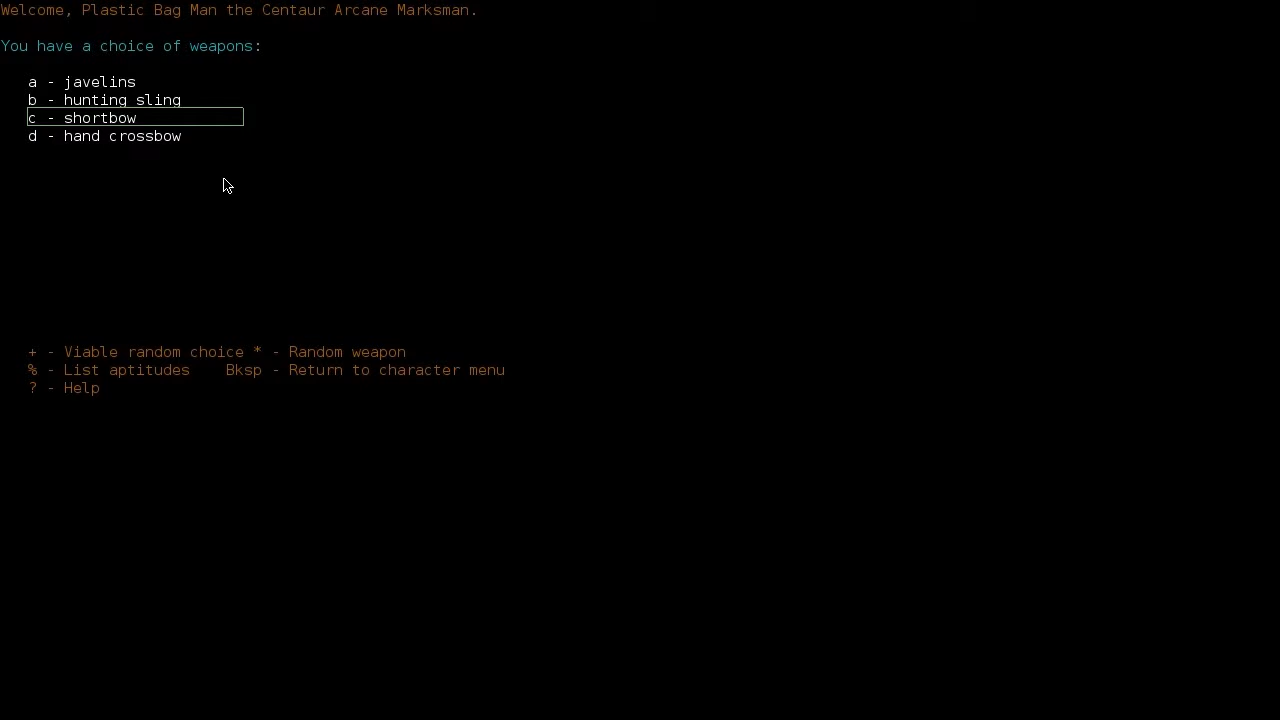 Welcome, Plastic Bag Man the Centaur Arcane Marksman.
You have a choice of weapons:
a - javelins
b - hunting sling
c - shortbow
d - hand crossbow
+ - Viable random choice * - Random weapon
% - List aptitudes    Bksp - Return to character menu
? - Help